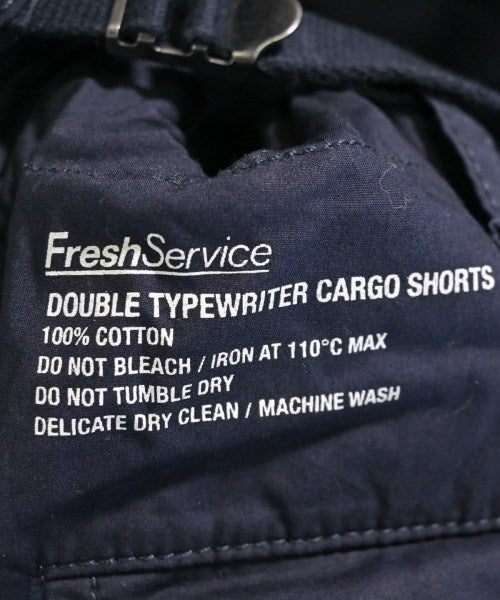 FreshService
DOUBLE TYPEWRITER CARGO SHORTS
100% COTTON
DO NOT BLEACH / IRON AT 110°C MAX
DO NOT TUMBLE DRY
DELICATE DRY CLEAN / MACHINE WASH